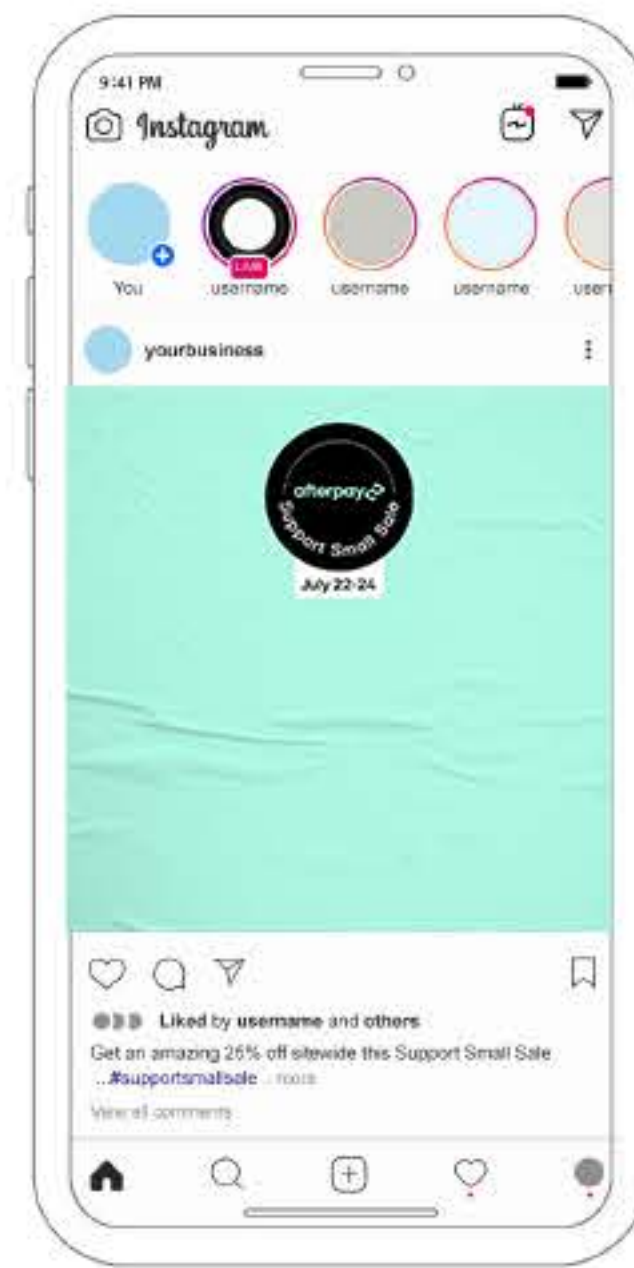 9:41 PM
Instagram
LIVE
You
username
username
username
usern
yourbusiness
afterpay
Support Small Sale
July 22-24
Liked by username and others
Get an amazing 25% off sitewide this Support Small Sale
...#supportsmallsale ... more
View all comments